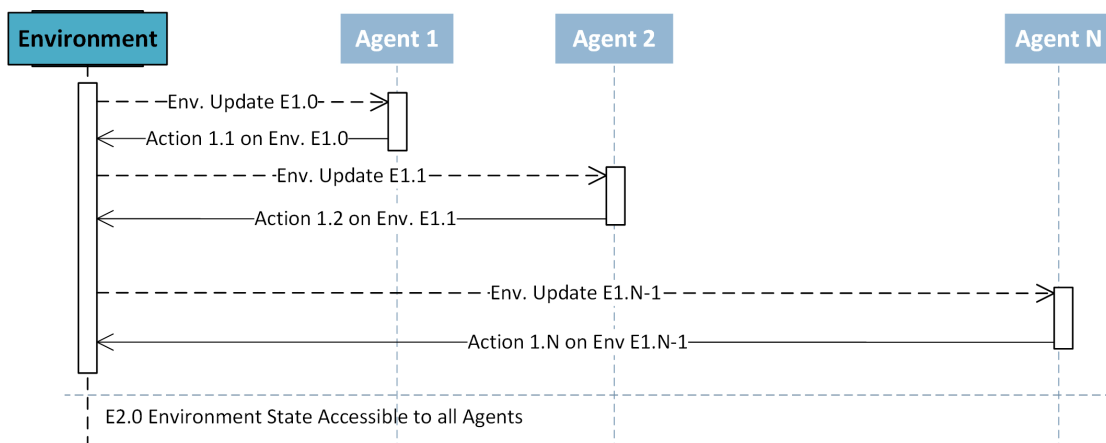 Environment
Agent 1
Agent 2
Agent N
Env. Update E1.0
Action 1.1 on Env. E1.0
Env. Update E1.1
Action 1.2 on Env. E1.1
Env. Update E1.N-1
Action 1.N on Env E1.N-1
E2.0 Environment State Accessible to all Agents